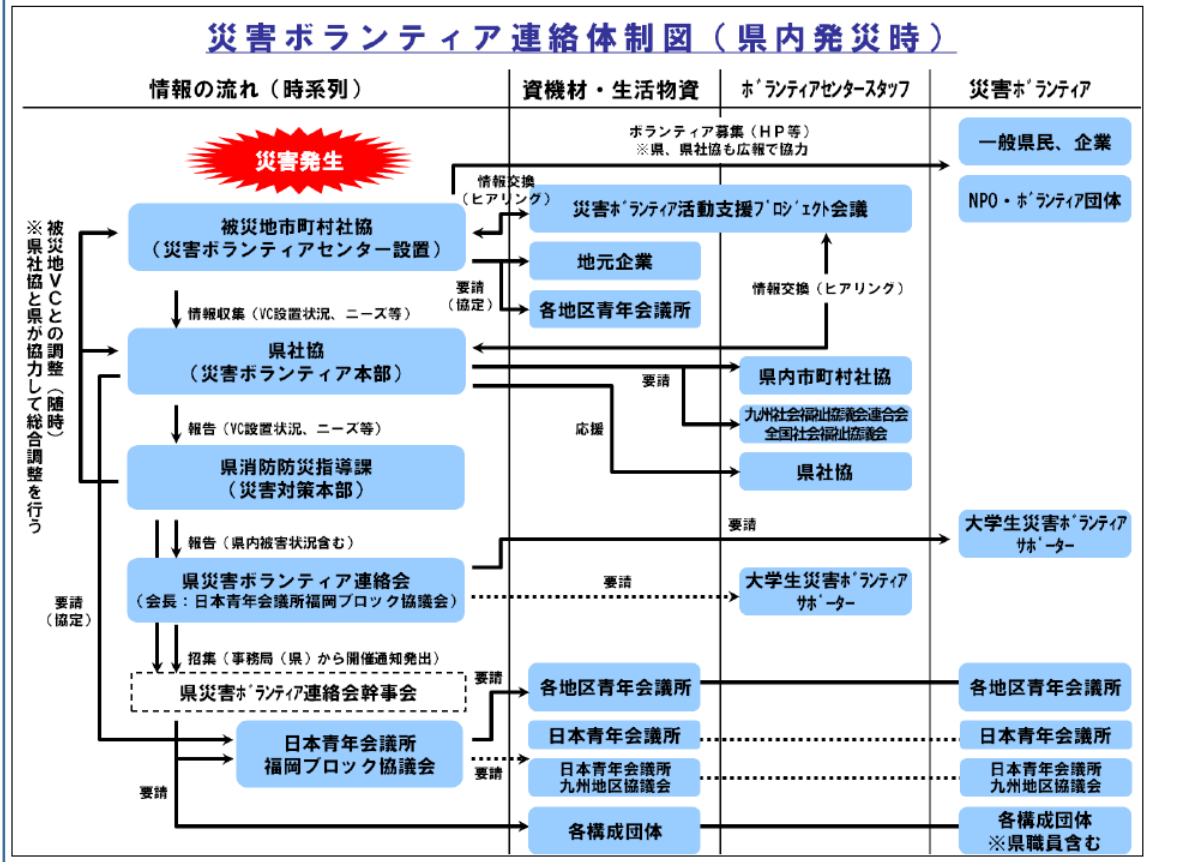 災害ボランティア連絡体制図（県内発災時）
情報の流れ（時系列）
資機材・生活物資
ﾎﾞﾗﾝﾃｨｱｾﾝﾀｰｽﾀｯﾌ
災害ﾎﾞﾗﾝﾃｨｱ
災害発生
ボランティア募集（ＨＰ等）
※県、県社協も広報で協力
一般県民、企業
NPO・ﾎﾞﾗﾝﾃｨｱ団体
情報交換
（ヒアリング）
災害ﾎﾞﾗﾝﾃｨｱ活動支援ﾌﾟﾛｼﾞｪｸﾄ会議
被災地市町村社協
（災害ボランティアセンター設置）
地元企業
要請
（協定）
各地区青年会議所
情報交換（ヒアリング）
被災地ＶＣとの調整（随時）
※県社協と県が協力して総合調整を行う
情報収集（VC設置状況、ニーズ等）
県社協
（災害ボランティア本部）
要請
県内市町村社協
九州社会福祉協議会連合会
全国社会福祉協議会
応援
県社協
報告（VC設置状況、ニーズ等）
県消防防災指導課
（災害対策本部）
報告（県内被害状況含む）
要請
大学生災害ﾎﾞﾗﾝﾃｨｱ
ｻﾎﾟｰﾀｰ
県災害ボランティア連絡会
（会長：日本青年会議所福岡ブロック協議会）
要請
大学生災害ﾎﾞﾗﾝﾃｨｱ
ｻﾎﾟｰﾀｰ
要請
（協定）
招集（事務局（県）から開催通知発出）
県災害ﾎﾞﾗﾝﾃｨｱ連絡会幹事会
要請
各地区青年会議所
各地区青年会議所
日本青年会議所
福岡ブロック協議会
日本青年会議所
日本青年会議所
要請
日本青年会議所
九州地区協議会
日本青年会議所
九州地区協議会
要請
各構成団体
各構成団体
※県職員含む